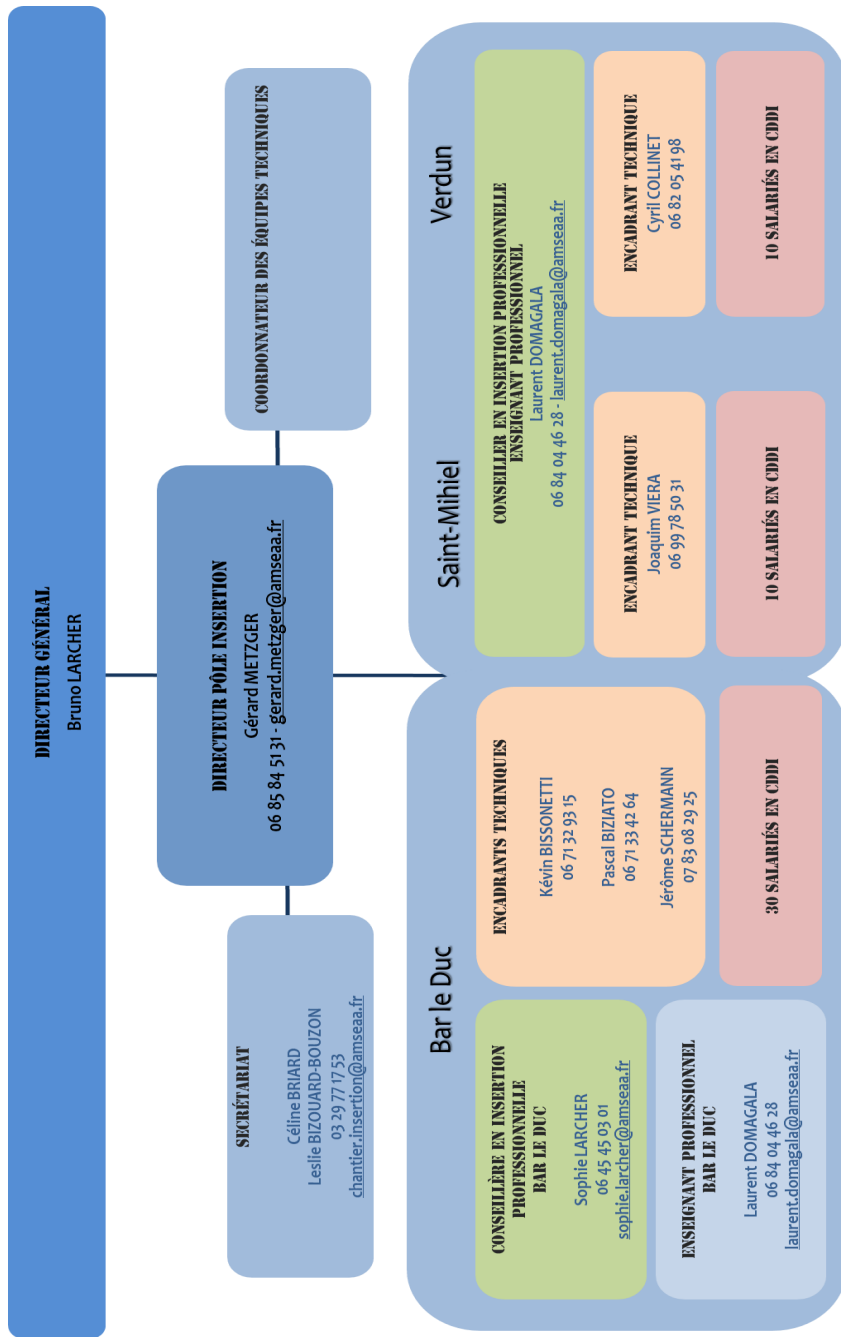 DIRECTEUR GÉNÉRAL
Bruno LARCHER
DIRECTEUR PÔLE INSERTION
Gérard METZGER
06 85 84 51 31 - gerard.metzger@amseaa.fr
SECRÉTARIAT
Céline BRIARD
Leslie BIZOUARD-BOUZON
03 29 77 17 53
chantier.insertion@amseaa.fr
COORDONNATEUR DES ÉQUIPES TECHNIQUES
Bar le Duc
CONSEILLÈRE EN INSERTION
PROFESSIONNELLE
BAR LE DUC
Sophie LARCHER
06 45 45 03 01
sophie.larcher@amseaa.fr
ENSEIGNANT PROFESSIONNEL
BAR LE DUC
Laurent DOMAGALA
06 84 04 46 28
laurent.domagala@amseaa.fr
ENCADRANTS TECHNIQUES
Kévin BISSONETTI
06 71 32 93 15
Pascal BIZIATO
06 71 33 42 64
Jérôme SCHERMANN
07 83 08 29 25
30 SALARIÉS EN CDDI
Saint-Mihiel
Verdun
CONSEILLER EN INSERTION PROFESSIONNELLE
ENSEIGNANT PROFESSIONNEL
Laurent DOMAGALA
06 84 04 46 28 - laurent.domagala@amseaa.fr
ENCADRANT TECHNIQUE
Joaquim VIERA
06 99 78 50 31
10 SALARIÉS EN CDDI
ENCADRANT TECHNIQUE
Cyril COLLINET
06 82 05 41 98
10 SALARIÉS EN CDDI